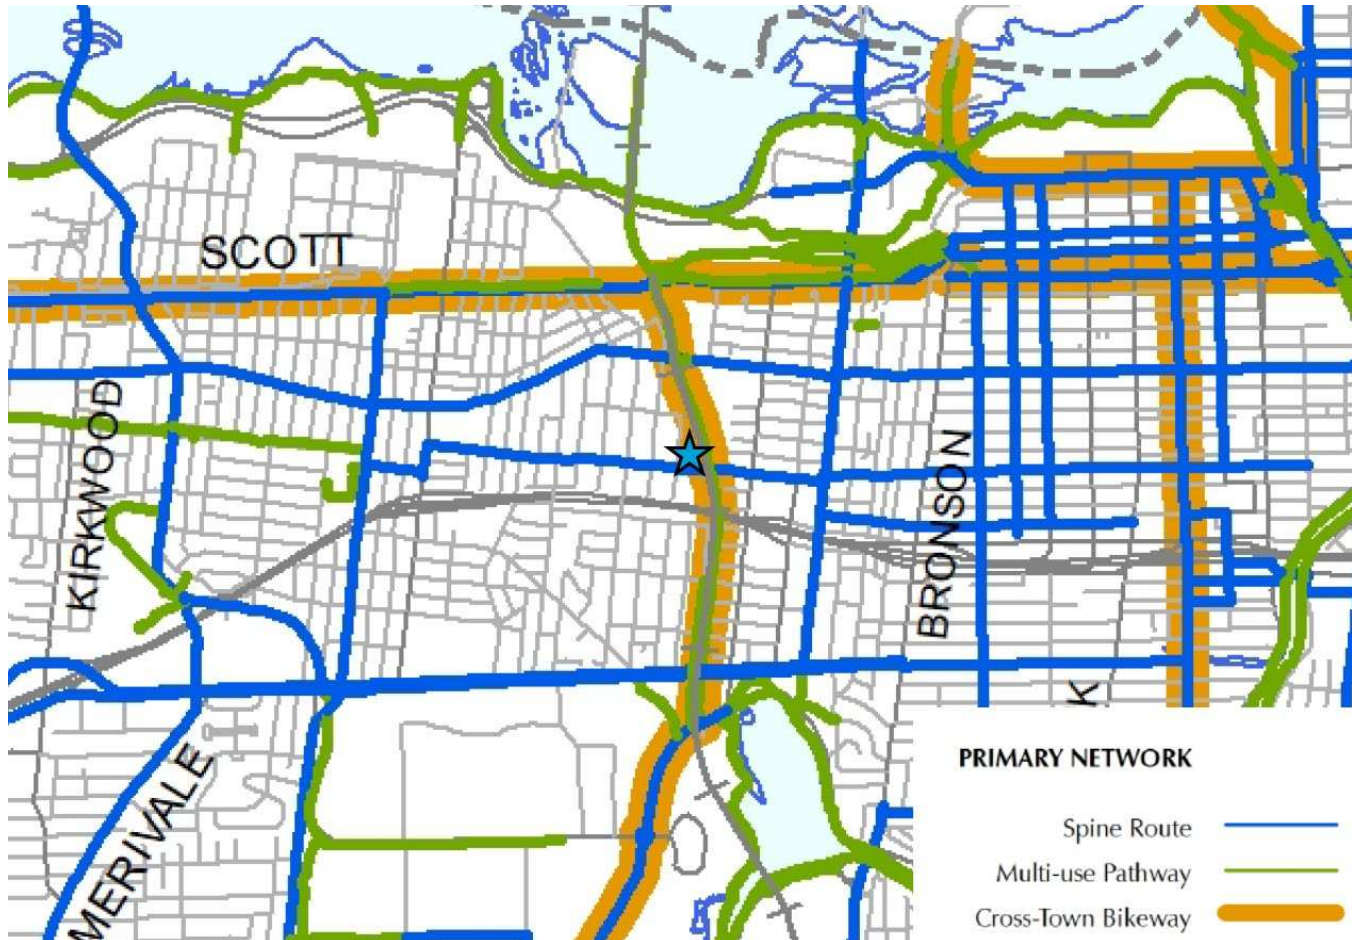 SCOTT
KIRKWOOD
BRONSON
K
MERIVALE
PRIMARY NETWORK
Spine Route
Multi-use Pathway
Cross-Town Bikeway